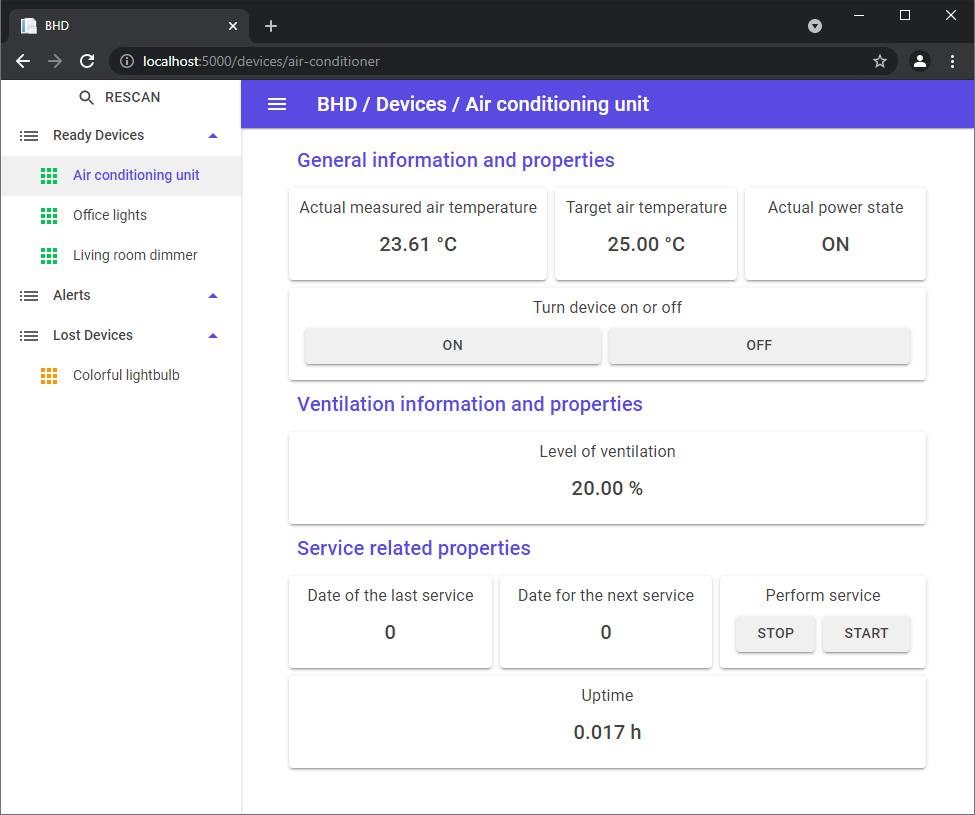 BHD
localhost:5000/devices/air-conditioner
RESCAN
Ready Devices
Air conditioning unit
Office lights
Living room dimmer
Alerts
Lost Devices
Colorful lightbulb
BHD / Devices / Air conditioning unit
General information and properties
Actual measured air temperature
23.61 °C
Target air temperature
25.00 °C
Actual power state
ON
Turn device on or off
ON
OFF
Ventilation information and properties
Level of ventilation
20.00 %
Service related properties
Date of the last service
0
Date for the next service
0
Perform service
STOP
START
Uptime
0.017 h